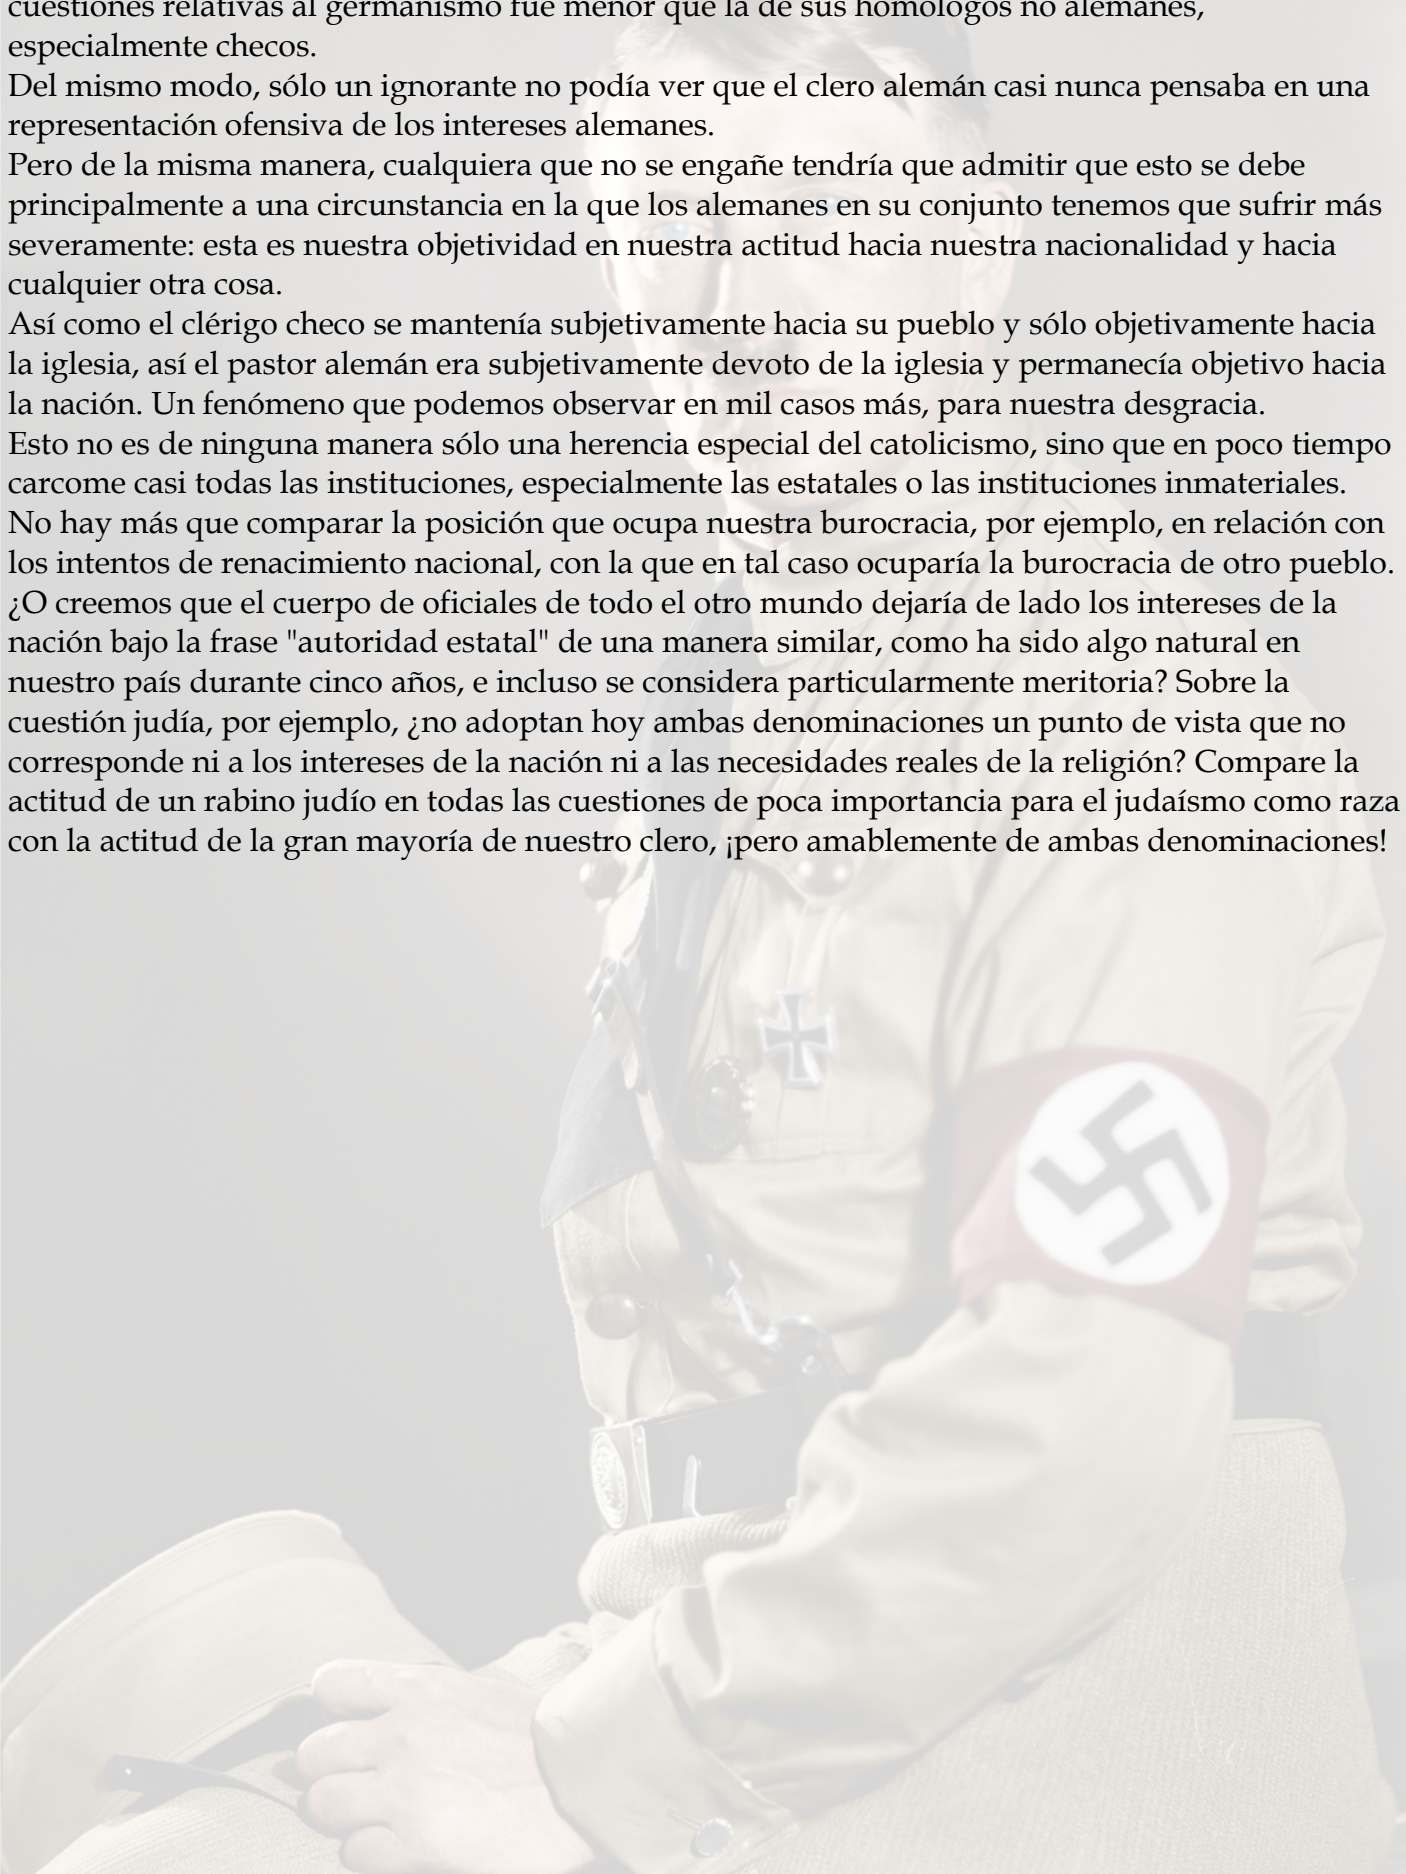 cuestiones relativas al germanismo fue menor que la de sus homólogos no alemanes,
especialmente checos.
Del mismo modo, sólo un ignorante no podía ver que el clero alemán casi nunca pensaba en una
representación ofensiva de los intereses alemanes.
Pero de la misma manera, cualquiera que no se engañe tendría que admitir que esto se debe
principalmente a una circunstancia en la que los alemanes en su conjunto tenemos que sufrir más
severamente: esta es nuestra objetividad en nuestra actitud hacia nuestra nacionalidad y hacia
cualquier otra cosa.
Así como el clérigo checo se mantenía subjetivamente hacia su pueblo y sólo objetivamente hacia
la iglesia, así el pastor alemán era subjetivamente devoto de la iglesia y permanecía objetivo hacia
la nación. Un fenómeno que podemos observar en mil casos más, para nuestra desgracia.
Esto no es de ninguna manera sólo una herencia especial del catolicismo, sino que en poco tiempo
carcome casi todas las instituciones, especialmente las estatales o las instituciones inmateriales.
No hay más que comparar la posición que ocupa nuestra burocracia, por ejemplo, en relación con
los intentos de renacimiento nacional, con la que en tal caso ocuparía la burocracia de otro pueblo.
¿O creemos que el cuerpo de oficiales de todo el otro mundo dejaría de lado los intereses de la
nación bajo la frase "autoridad estatal" de una manera similar, como ha sido algo natural en
nuestro país durante cinco años, e incluso se considera particularmente meritoria? Sobre la
cuestión judía, por ejemplo, ¿no adoptan hoy ambas denominaciones un punto de vista que no
corresponde ni a los intereses de la nación ni a las necesidades reales de la religión? Compare la
actitud de un rabino judío en todas las cuestiones de poca importancia para el judaísmo como raza
con la actitud de la gran mayoría de nuestro clero, ¡pero amablemente de ambas denominaciones!